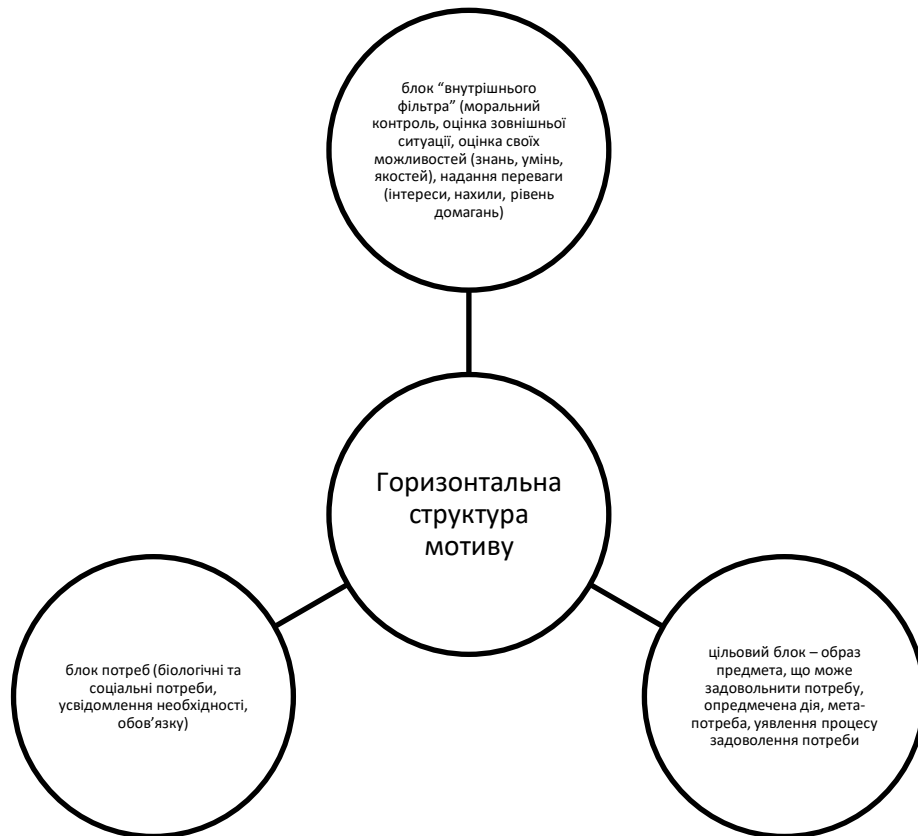 блок “внутрішнього
фільтра” (моральний
контроль, оцінка зовнішньої
ситуації, оцінка своїх
можливостей (знань, умінь,
якостей), надання переваги
(інтереси, нахили, рівень
домагань)
Горизонтальна
структура
мотиву
блок потреб (біологічні та
соціальні потреби,
усвідомлення необхідності,
обов’язку)
цільовий блок – образ
предмета, що може
задовольнити потребу,
опредмечена дія, мета-
потреба, уявлення процесу
задоволення потреби